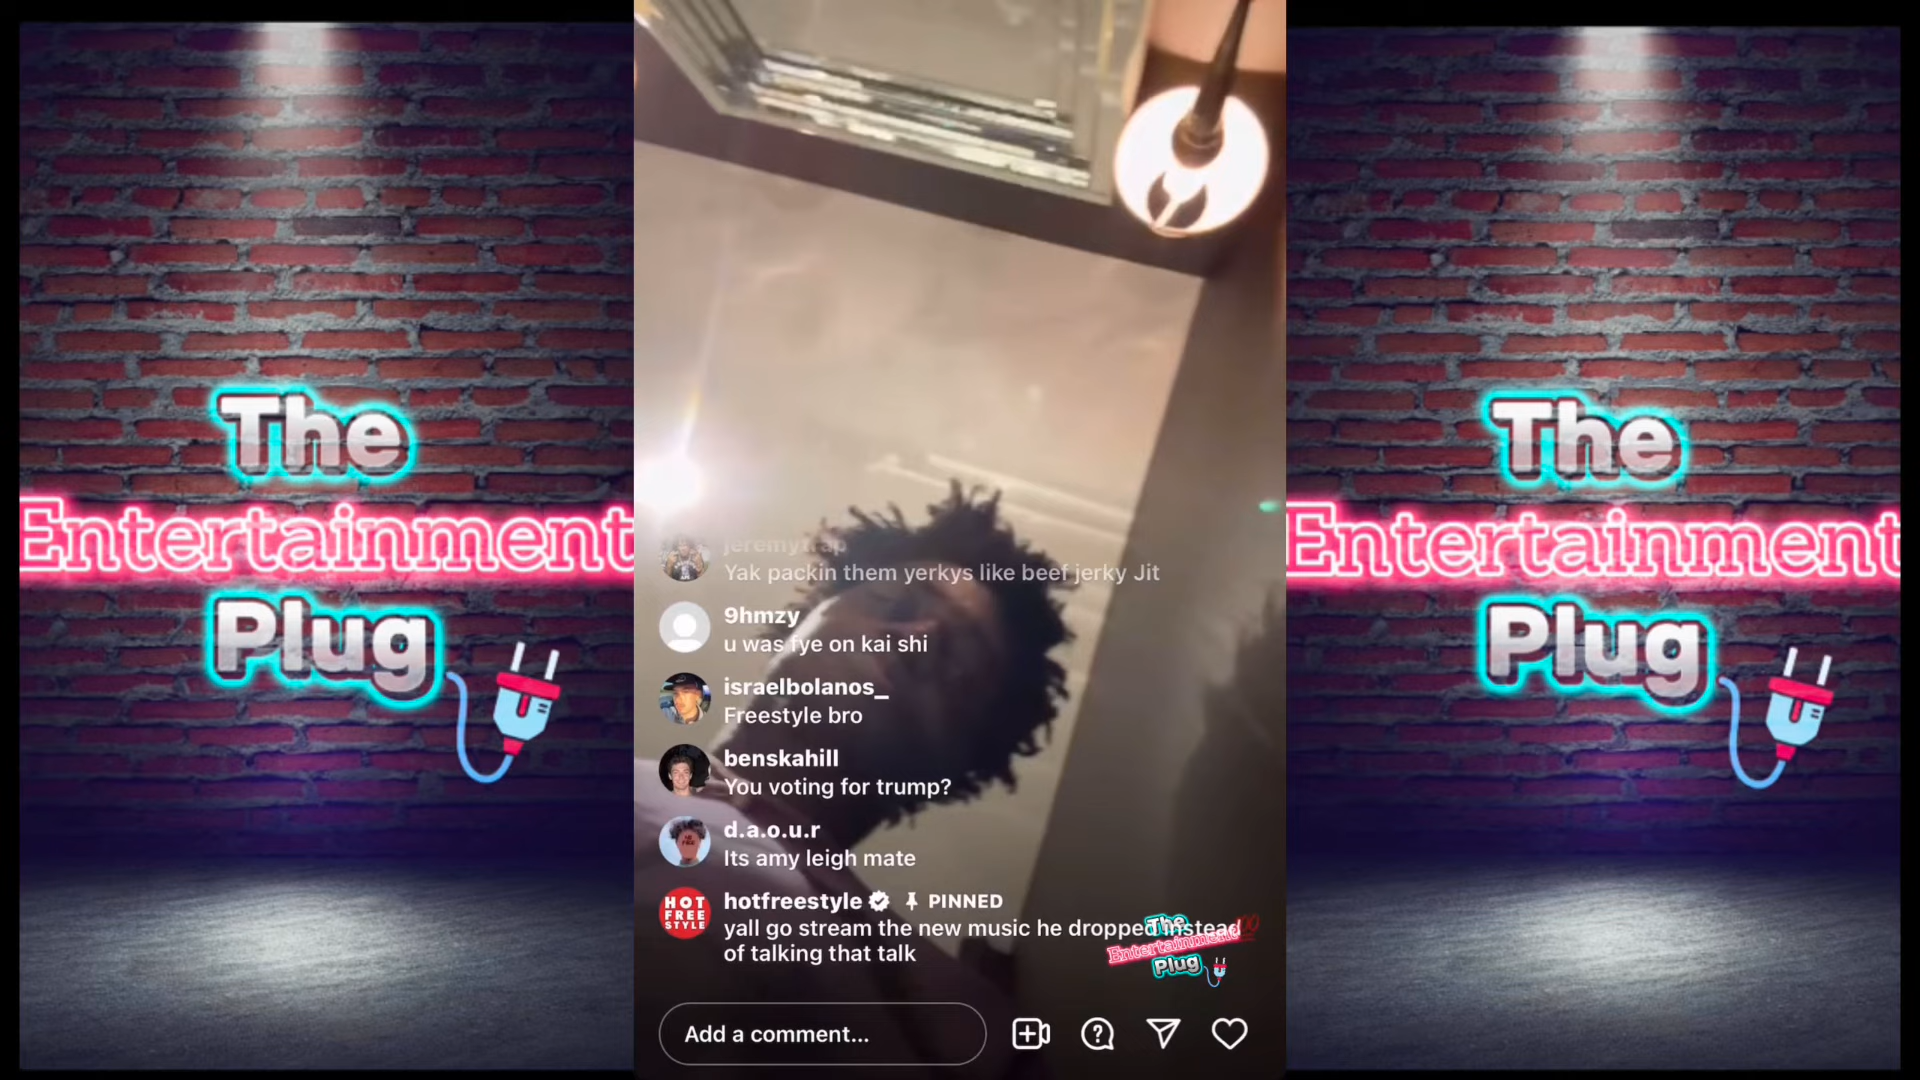 The
Entertainment
Plug
jeremytrap
Yak packin them yerkys like beef jerky Jit
9hmzy
u was fye on kai shi
israelbolanos_
Freestyle bro
benskahill
You voting for trump?
d.a.o.u.r
Its amy leigh mate
HOT
FREE
STYLE
hotfreestyle PINNED
yall go stream the new music he dropped instead 💯
of talking that talk
The
Entertainment
Plug
Add a comment...
The
Entertainment
Plug